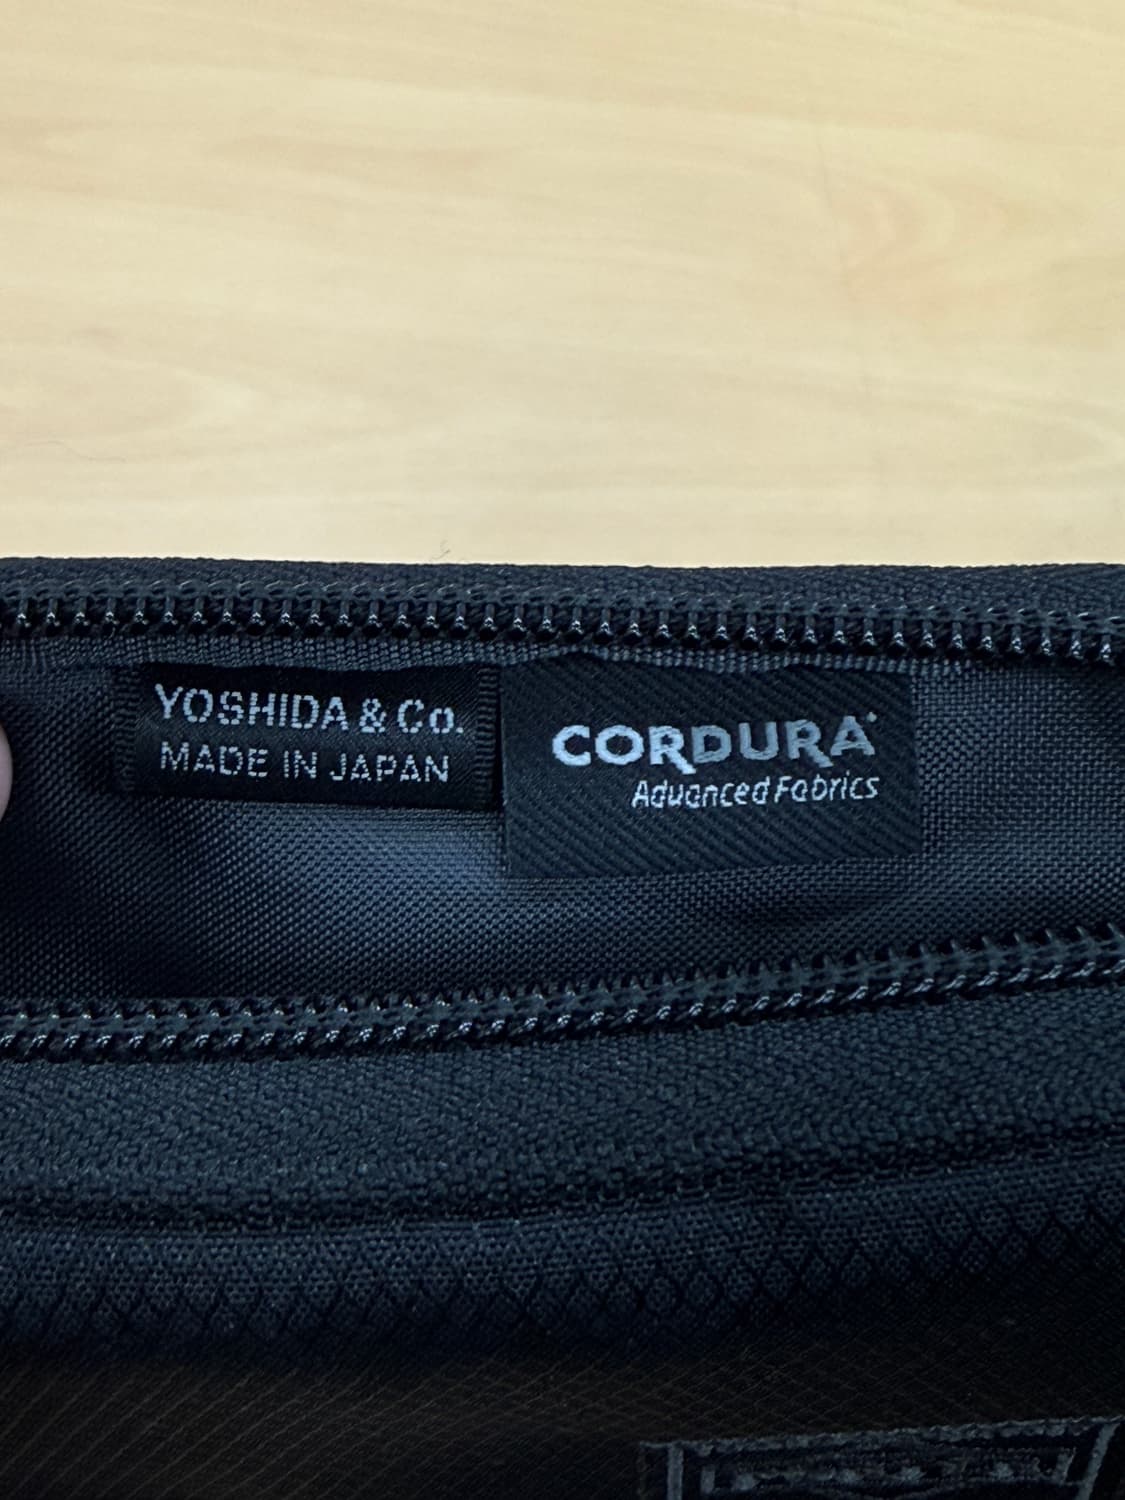 YOSHIDA & Co.
MADE IN JAPAN
CORDURA
Advanced Fabrics